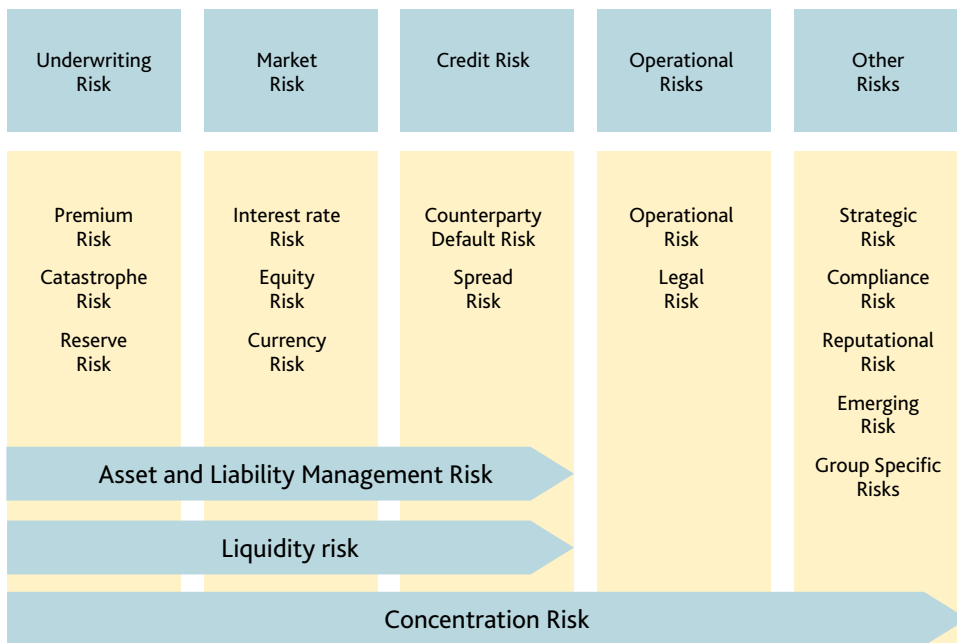 Underwriting
Risk
Market
Risk
Credit Risk
Operational
Risks
Other
Risks
Premium
Risk
Catastrophe
Risk
Reserve
Risk
Interest rate
Risk
Equity
Risk
Currency
Risk
Counterparty
Default Risk
Spread
Risk
Operational
Risk
Legal
Risk
Strategic
Risk
Compliance
Risk
Reputational
Risk
Emerging
Risk
Group Specific
Risks
Asset and Liability Management Risk
Liquidity risk
Concentration Risk